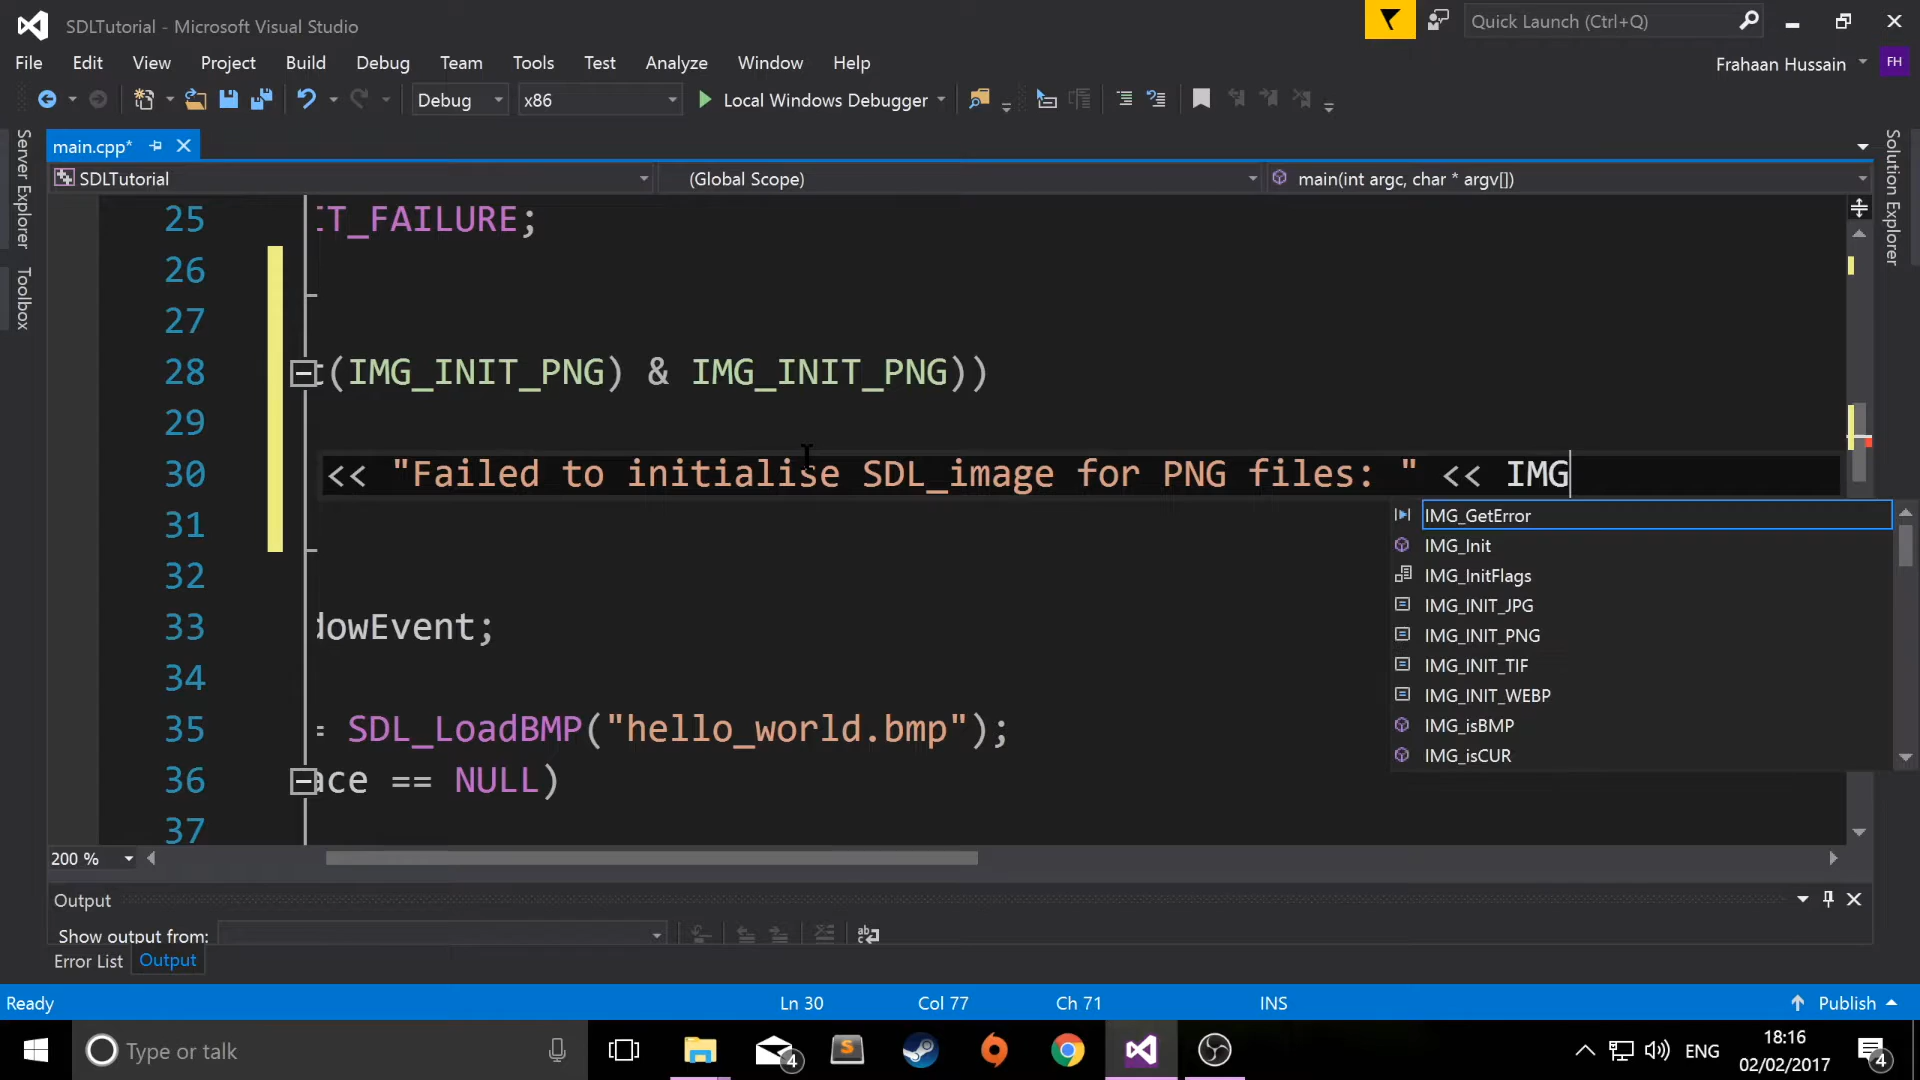 SDLTutorial - Microsoft Visual Studio
Quick Launch (Ctrl+Q)
File Edit View Project Build Debug Team Tools Test Analyze Window Help
Frahaan Hussain FH
Debug x86 Local Windows Debugger
Server Explorer
Toolbox
Solution Explorer
main.cpp*
SDLTutorial (Global Scope) main(int argc, char * argv[])
25 IT_FAILURE;
26
27
28 t(IMG_INIT_PNG) & IMG_INIT_PNG))
29
30 << "Failed to initialise SDL_image for PNG files: " << IMG
31
32
33 dowEvent;
34
35 = SDL_LoadBMP("hello_world.bmp");
36 ace == NULL)
37
IMG_GetError
IMG_Init
IMG_InitFlags
IMG_INIT_JPG
IMG_INIT_PNG
IMG_INIT_TIF
IMG_INIT_WEBP
IMG_isBMP
IMG_isCUR
200 %
Output
Show output from:
Error List Output
Ready Ln 30 Col 77 Ch 71 INS Publish
Type or talk
4
S
ENG
18:16
02/02/2017
4